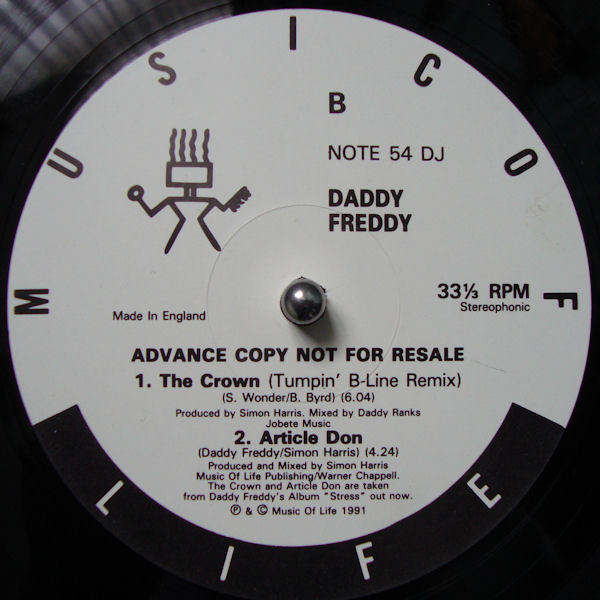 MUSIC OF LIFE
B
NOTE 54 DJ
DADDY
FREDDY
33⅓ RPM
Stereophonic
Made In England
ADVANCE COPY NOT FOR RESALE
1. The Crown (Tumpin' B-Line Remix)
(S. Wonder/B. Byrd) (6.04)
Produced by Simon Harris. Mixed by Daddy Ranks.
Jobete Music
2. Article Don
(Daddy Freddy/Simon Harris) (4.24)
Produced and Mixed by Simon Harris
Music Of Life Publishing/Warner Chappell.
The Crown and Article Don are taken
from Daddy Freddy's Album "Stress" out now.
℗ & © Music Of Life 1991